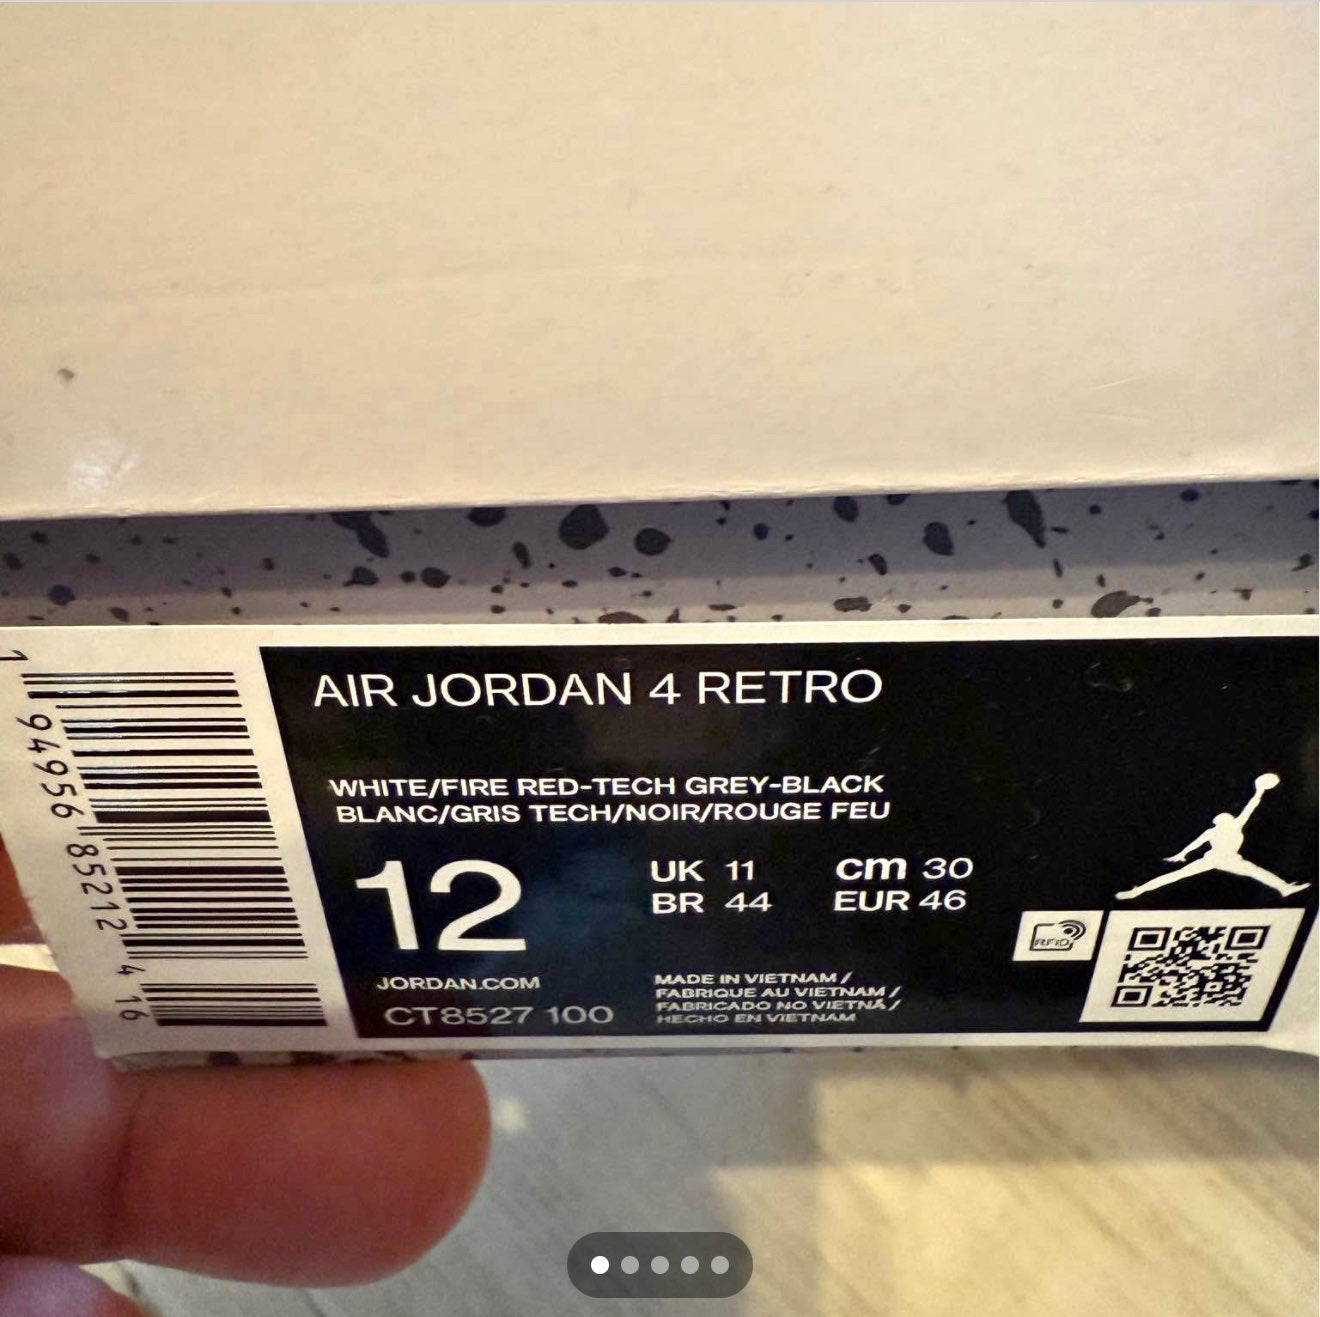 AIR JORDAN 4 RETRO
WHITE/FIRE RED-TECH GREY-BLACK
BLANC/GRIS TECH/NOIR/ROUGE FEU
12
UK 11 cm 30
BR 44 EUR 46
RFID
JORDAN.COM
CT8527 100
MADE IN VIETNAM /
FABRIQUE AU VIETNAM /
FABRICADO NO VIETNÃ /
HECHO EN VIETNAM
1 94956 85212 4 16